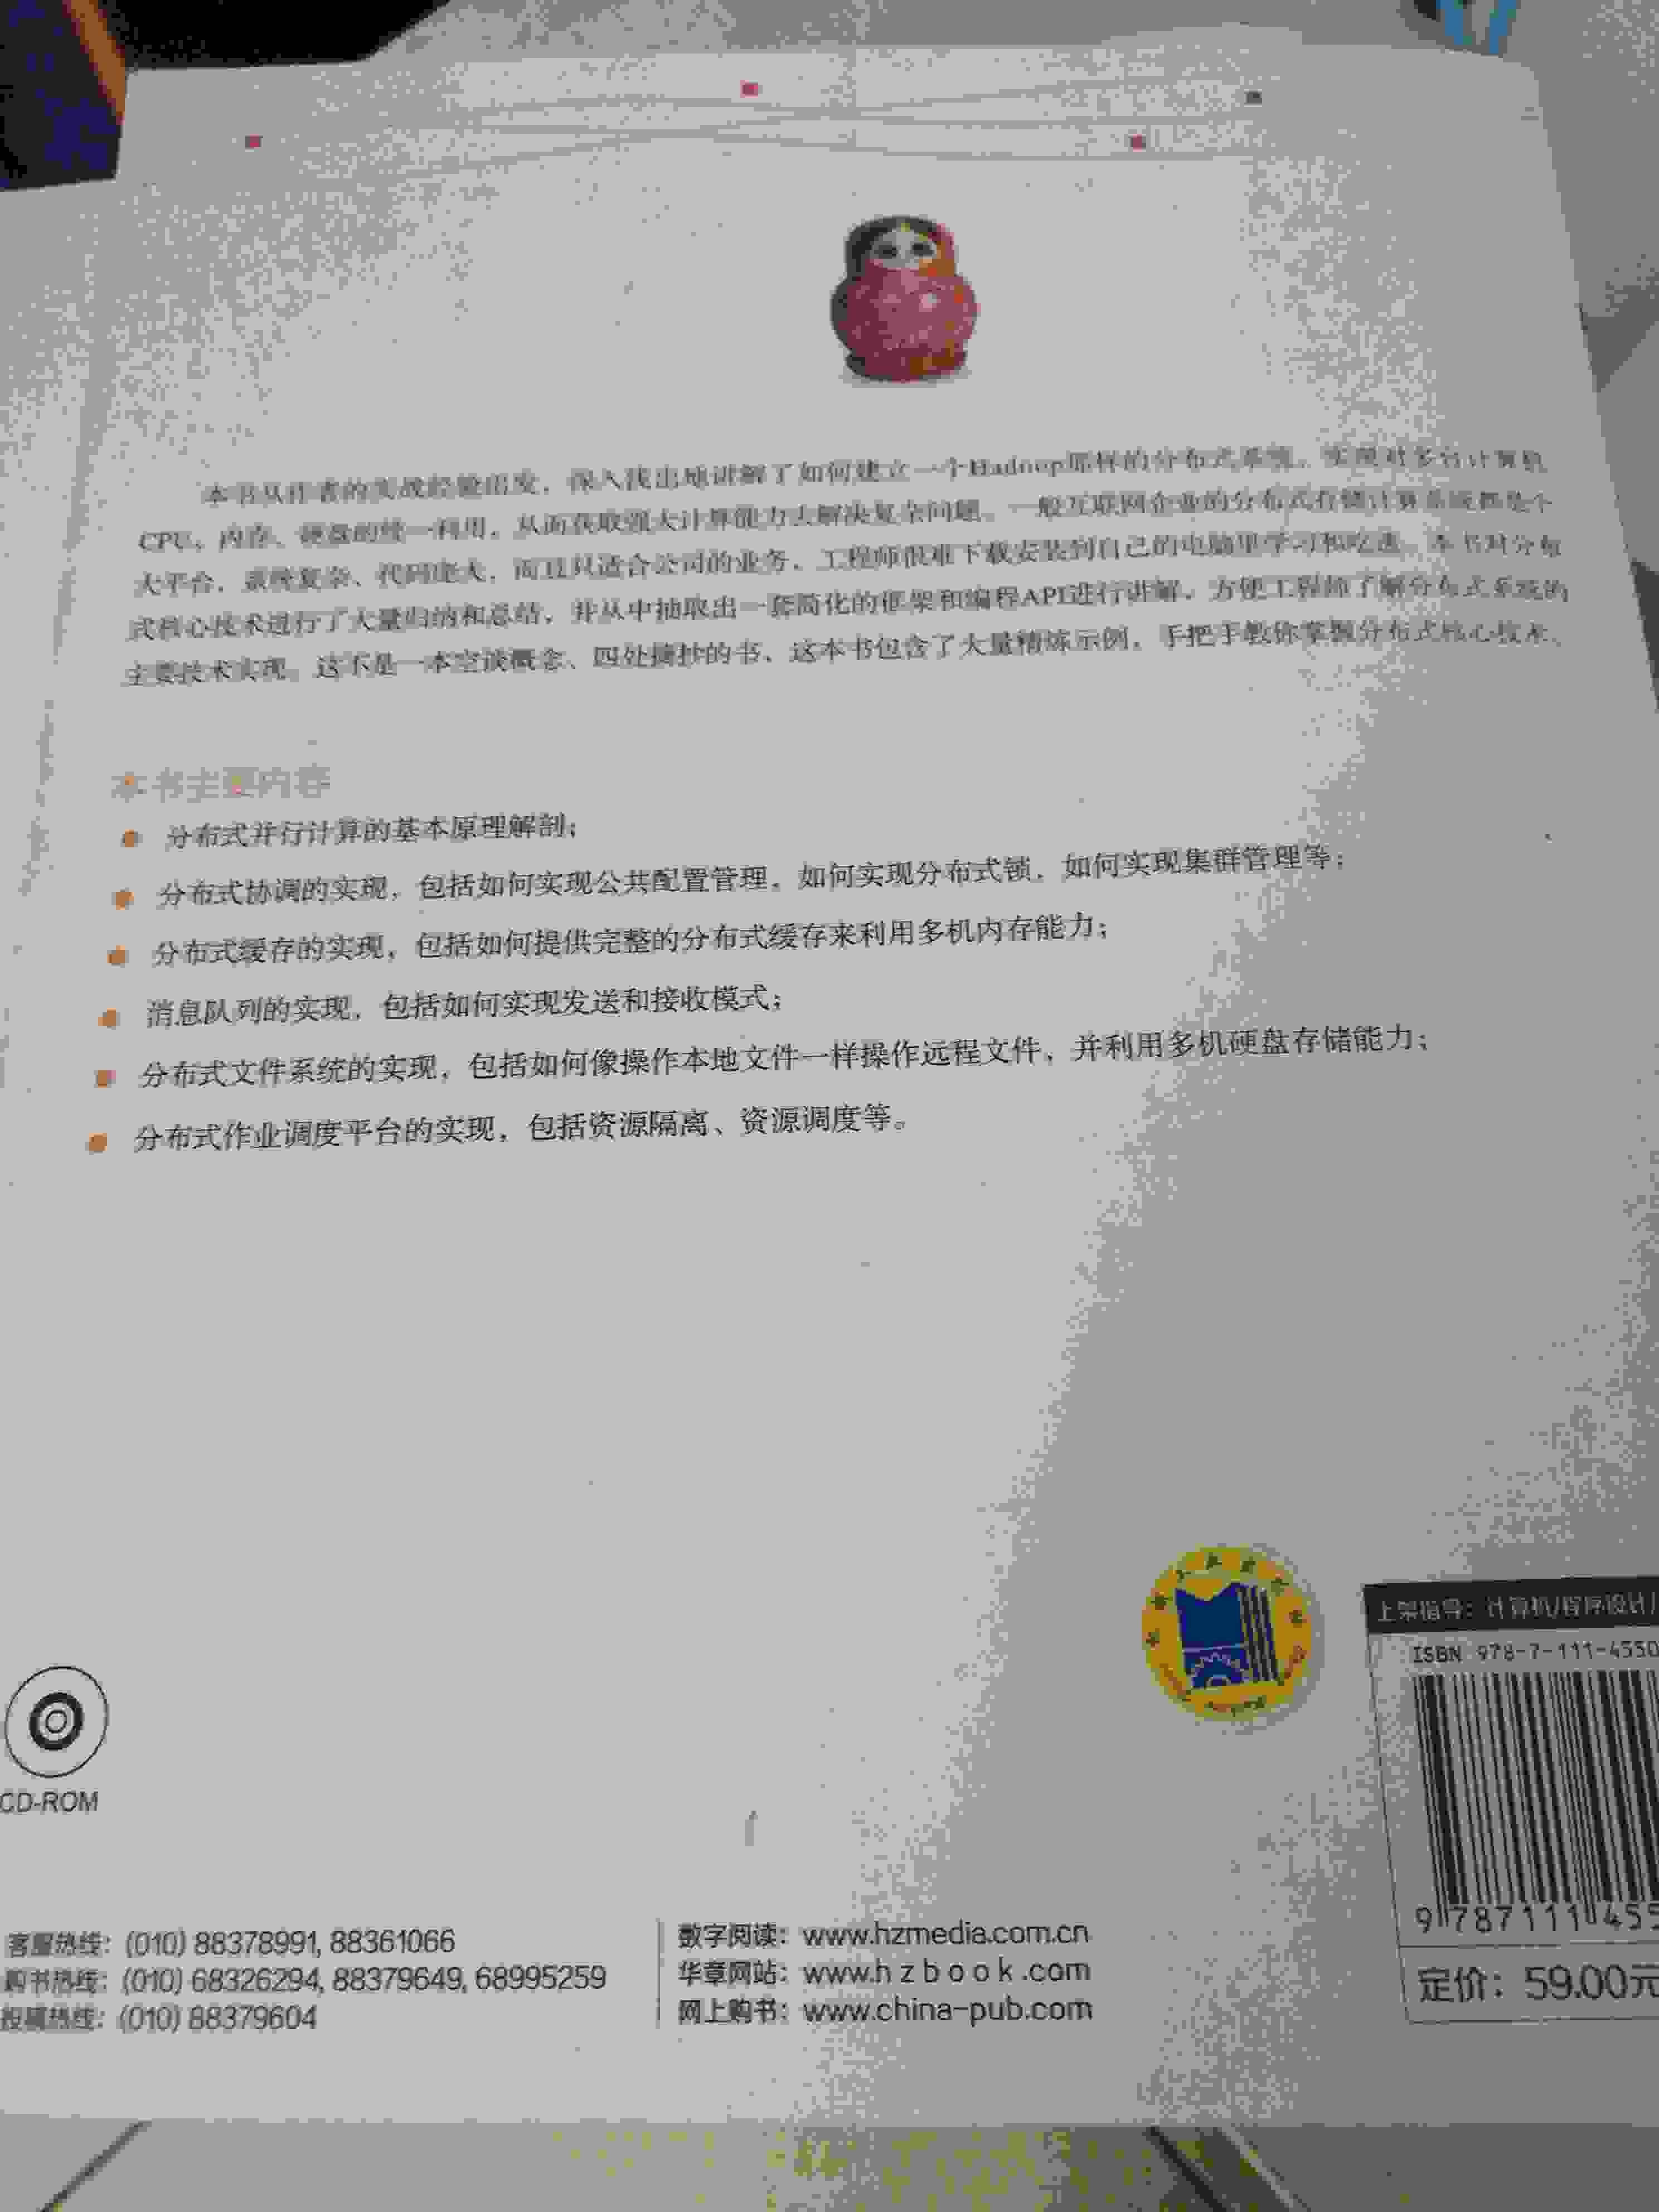 本书从作者的实战经验出发，深入浅出地讲解了如何建立一个Hadoop那样的分布式系统，实现对多台计算机
CPU、内存、硬盘的统一利用，从而获取强大计算能力去解决复杂问题。一般互联网企业的分布式存储计算系统都是个
大平台，系统复杂、代码庞大，而且只适合公司的业务，工程师很难下载安装到自己的电脑里学习和吃透。本书对分布
式核心技术进行了大量归纳和总结，并从中抽取出一套简化的框架和编程API进行讲解，方便工程师了解分布式系统的
主要技术实现。这不是一本空谈概念、四处摘抄的书，这本书包含了大量精炼示例，手把手教你掌握分布式核心技术。
本书主要内容
分布式并行计算的基本原理解剖；
分布式协调的实现，包括如何实现公共配置管理，如何实现分布式锁，如何实现集群管理等；
分布式缓存的实现，包括如何提供完整的分布式缓存来利用多机内存能力；
消息队列的实现，包括如何实现发送和接收模式；
分布式文件系统的实现，包括如何像操作本地文件一样操作远程文件，并利用多机硬盘存储能力；
分布式作业调度平台的实现，包括资源隔离、资源调度等。
上架指导：计算机/程序设计/
ISBN 978-7-111-4550
9 787111 455
定价：59.00元
CD-ROM
客服热线：(010) 88378991, 88361066
购书热线：(010) 68326294, 88379649, 68995259
投稿热线：(010) 88379604
数字阅读：www.hzmedia.com.cn
华章网站：www.hzbook.com
网上购书：www.china-pub.com